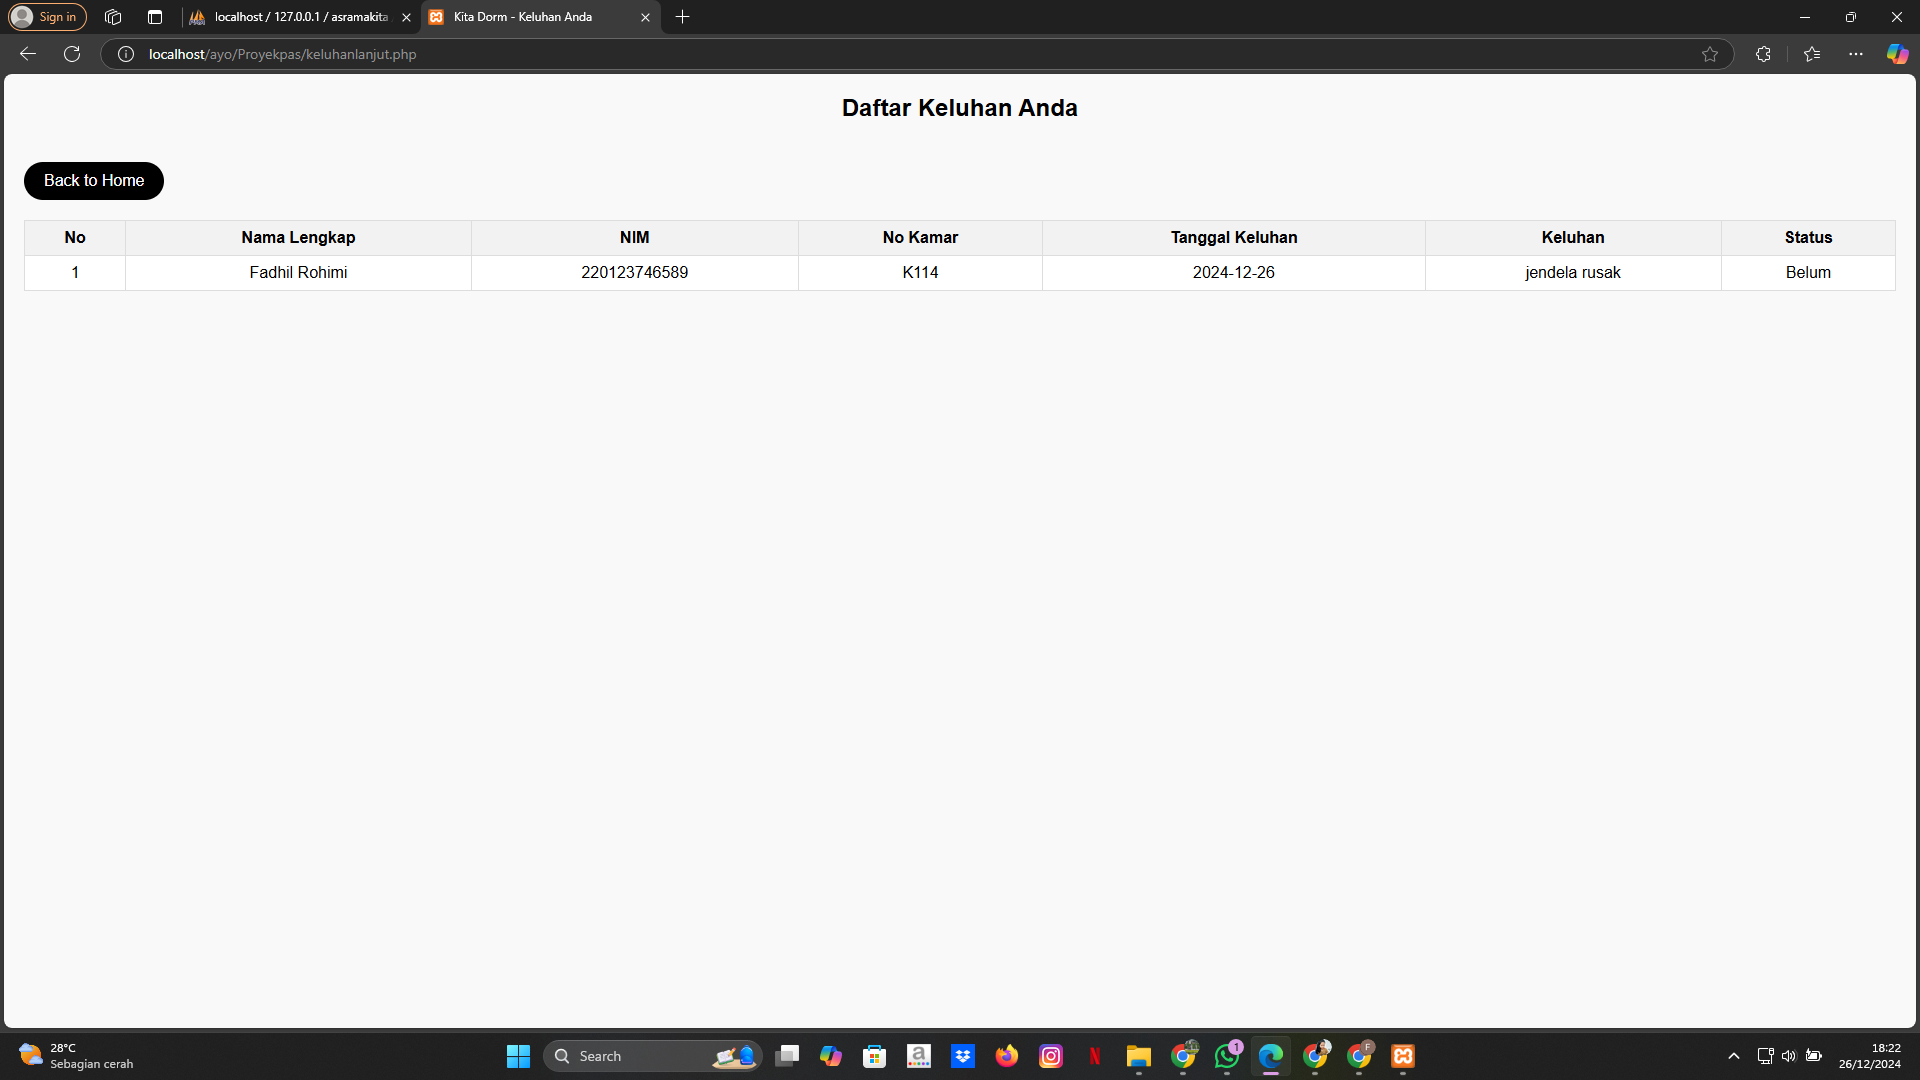 Sign in
localhost / 127.0.0.1 / asramakita
Kita Dorm - Keluhan Anda
localhost/ayo/Proyekpas/keluhanlanjut.php
Daftar Keluhan Anda
Back to Home
No Nama Lengkap NIM No Kamar Tanggal Keluhan Keluhan Status
1 Fadhil Rohimi 220123746589 K114 2024-12-26 jendela rusak Belum
28°C
Sebagian cerah
Search
1
F
18:22
26/12/2024